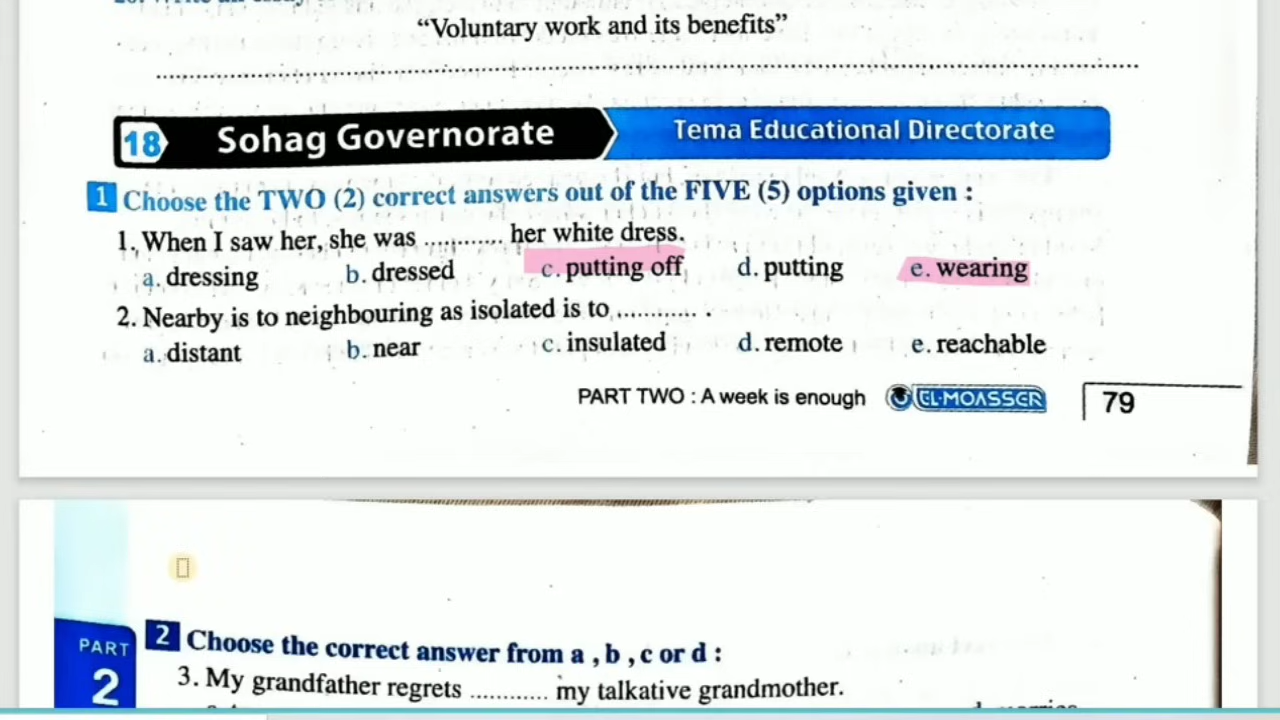 "Voluntary work and its benefits"
18 Sohag Governorate Tema Educational Directorate
1 Choose the TWO (2) correct answers out of the FIVE (5) options given :
1. When I saw her, she was ............ her white dress.
a. dressing b. dressed c. putting off d. putting e. wearing
2. Nearby is to neighbouring as isolated is to ............ .
a. distant b. near c. insulated d. remote e. reachable
PART TWO : A week is enough EL-MOASSER 79
PART 2
2 Choose the correct answer from a , b , c or d :
3. My grandfather regrets ............ my talkative grandmother.